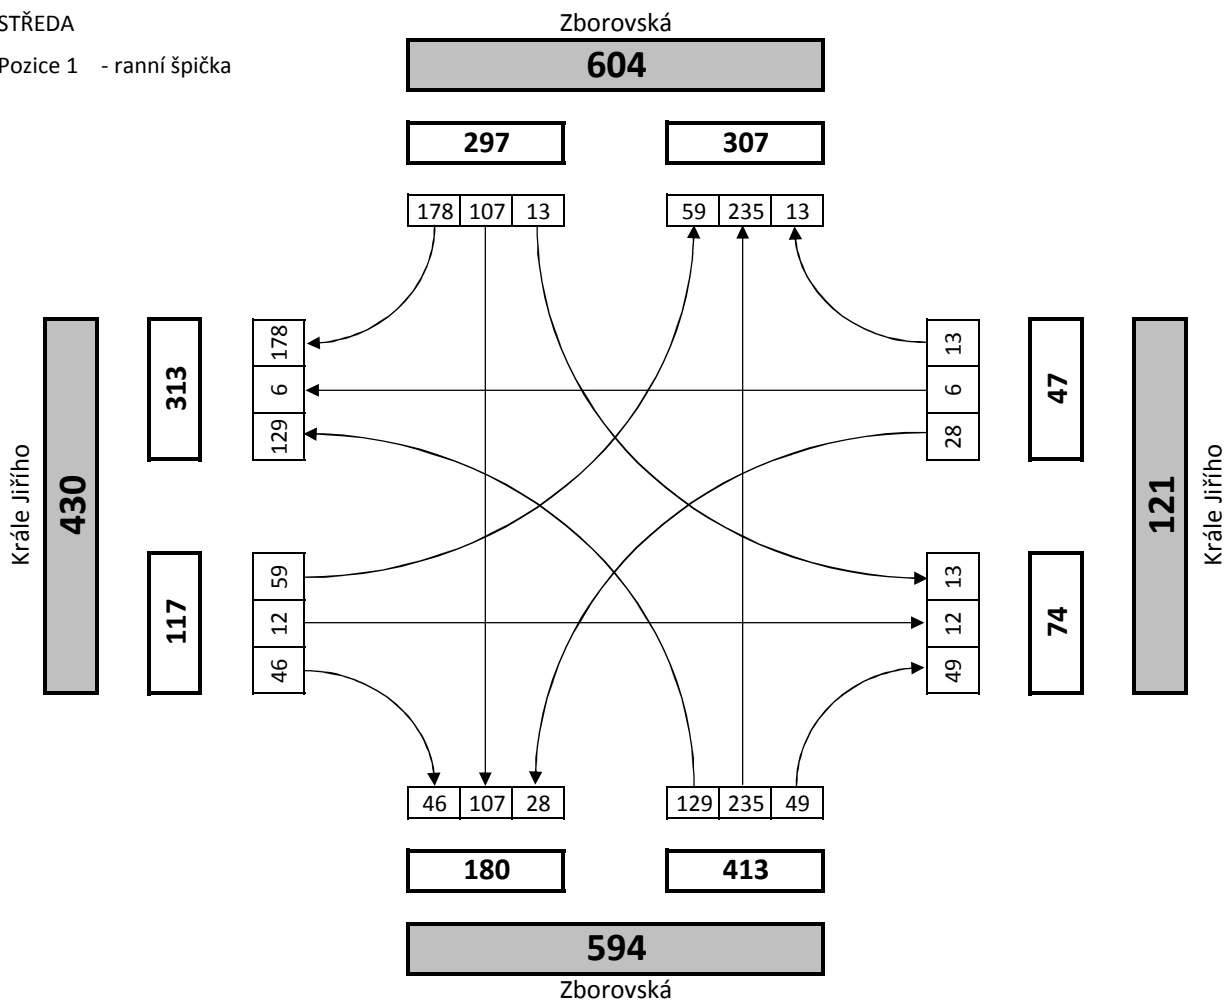 STŘEDA
Pozice 1 - ranní špička
Zborovská
604
297 307
178 107 13 59 235 13
178
6
129
313
430
Krále Jiřího
59
12
46
117
13
6
28
47
121
Krále Jiřího
13
12
49
74
46 107 28 129 235 49
180 413
594
Zborovská